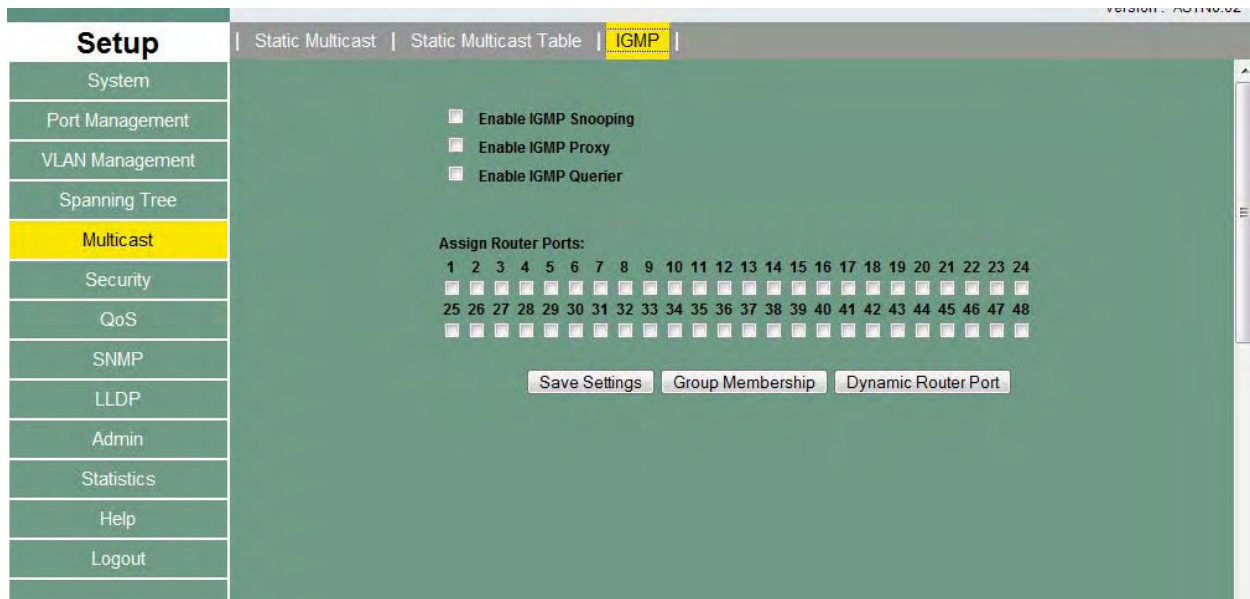 Setup
| Static Multicast | Static Multicast Table | IGMP |
System
Port Management
VLAN Management
Spanning Tree
Multicast
Security
QoS
SNMP
LLDP
Admin
Statistics
Help
Logout
Enable IGMP Snooping
Enable IGMP Proxy
Enable IGMP Querier
Assign Router Ports:
1 2 3 4 5 6 7 8 9 10 11 12 13 14 15 16 17 18 19 20 21 22 23 24
25 26 27 28 29 30 31 32 33 34 35 36 37 38 39 40 41 42 43 44 45 46 47 48
Save Settings Group Membership Dynamic Router Port